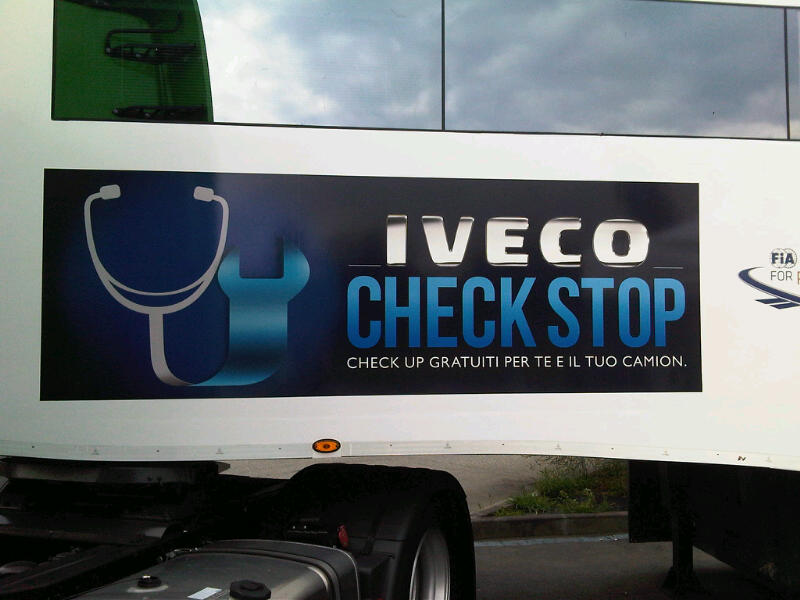 IVECO
CHECK STOP
CHECK UP GRATUITI PER TE E IL TUO CAMION.
FiA
FOR